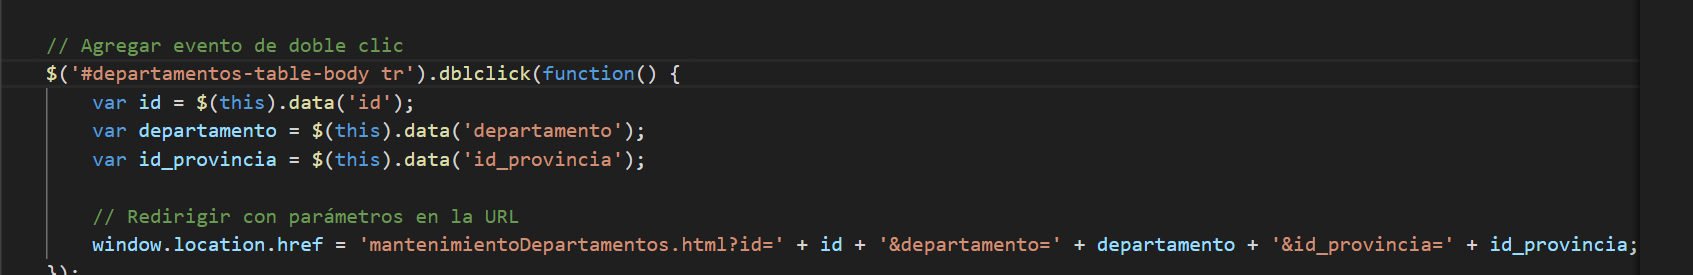 // Agregar evento de doble clic
$('#departamentos-table-body tr').dblclick(function() {
var id = $(this).data('id');
var departamento = $(this).data('departamento');
var id_provincia = $(this).data('id_provincia');
// Redirigir con parámetros en la URL
window.location.href = 'mantenimientoDepartamentos.html?id=' + id + '&departamento=' + departamento + '&id_provincia=' + id_provincia;
});